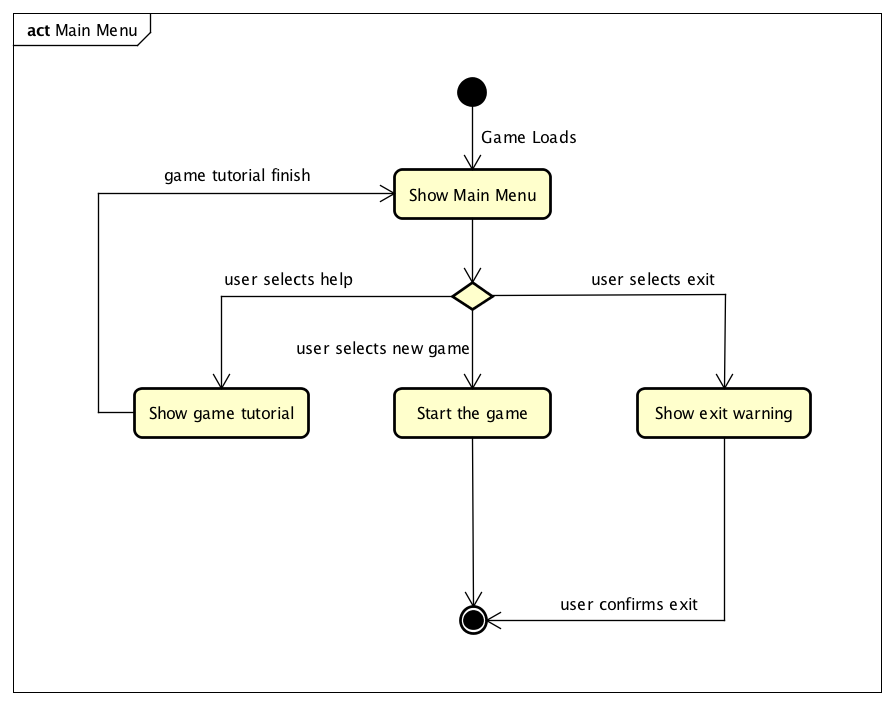 act Main Menu
Game Loads
game tutorial finish
Show Main Menu
user selects help
user selects exit
user selects new game
Show game tutorial
Start the game
Show exit warning
user confirms exit